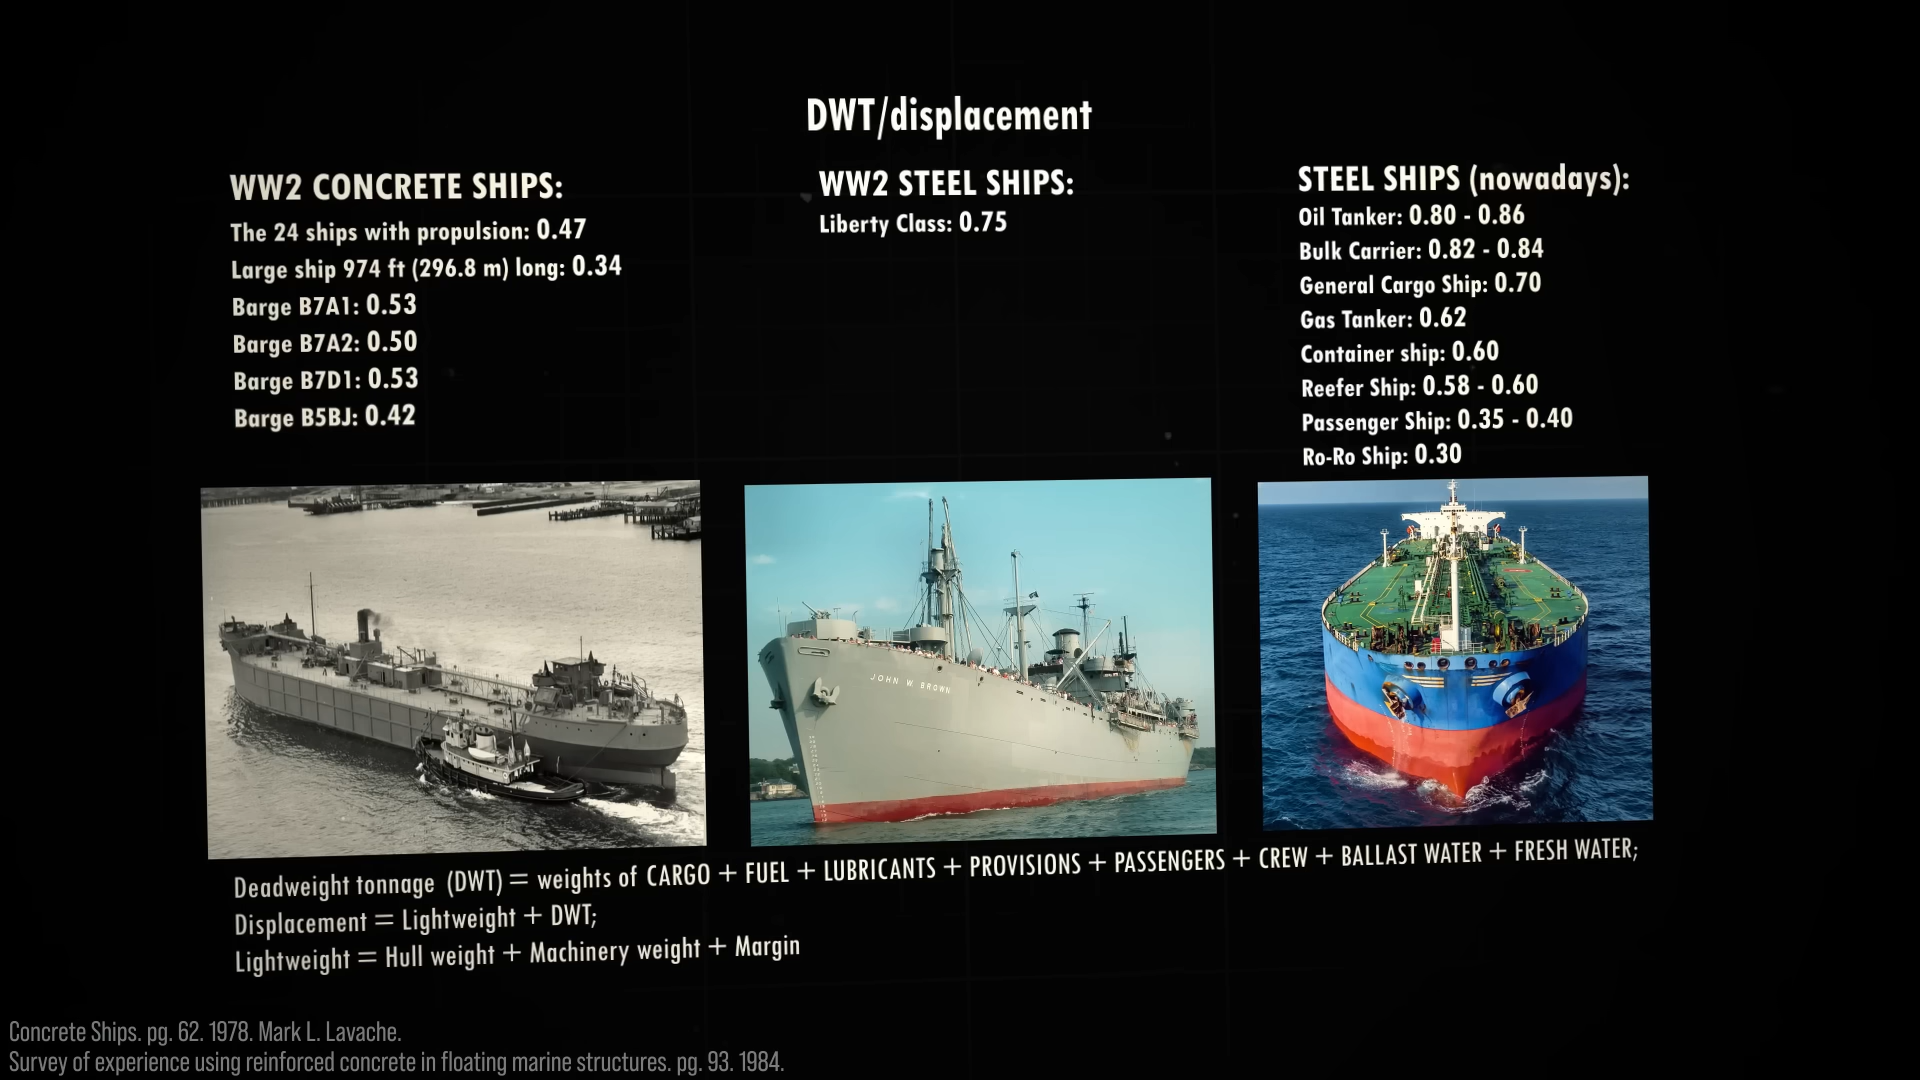 DWT/displacement
WW2 CONCRETE SHIPS:
The 24 ships with propulsion: 0.47
Large ship 974 ft (296.8 m) long: 0.34
Barge B7A1: 0.53
Barge B7A2: 0.50
Barge B7D1: 0.53
Barge B5BJ: 0.42
WW2 STEEL SHIPS:
Liberty Class: 0.75
STEEL SHIPS (nowadays):
Oil Tanker: 0.80 - 0.86
Bulk Carrier: 0.82 - 0.84
General Cargo Ship: 0.70
Gas Tanker: 0.62
Container ship: 0.60
Reefer Ship: 0.58 - 0.60
Passenger Ship: 0.35 - 0.40
Ro-Ro Ship: 0.30
JOHN W. BROWN
Deadweight tonnage (DWT) = weights of CARGO + FUEL + LUBRICANTS + PROVISIONS + PASSENGERS + CREW + BALLAST WATER + FRESH WATER;
Displacement = Lightweight + DWT;
Lightweight = Hull weight + Machinery weight + Margin
Concrete Ships. pg. 62. 1978. Mark L. Lavache.
Survey of experience using reinforced concrete in floating marine structures. pg. 93. 1984.